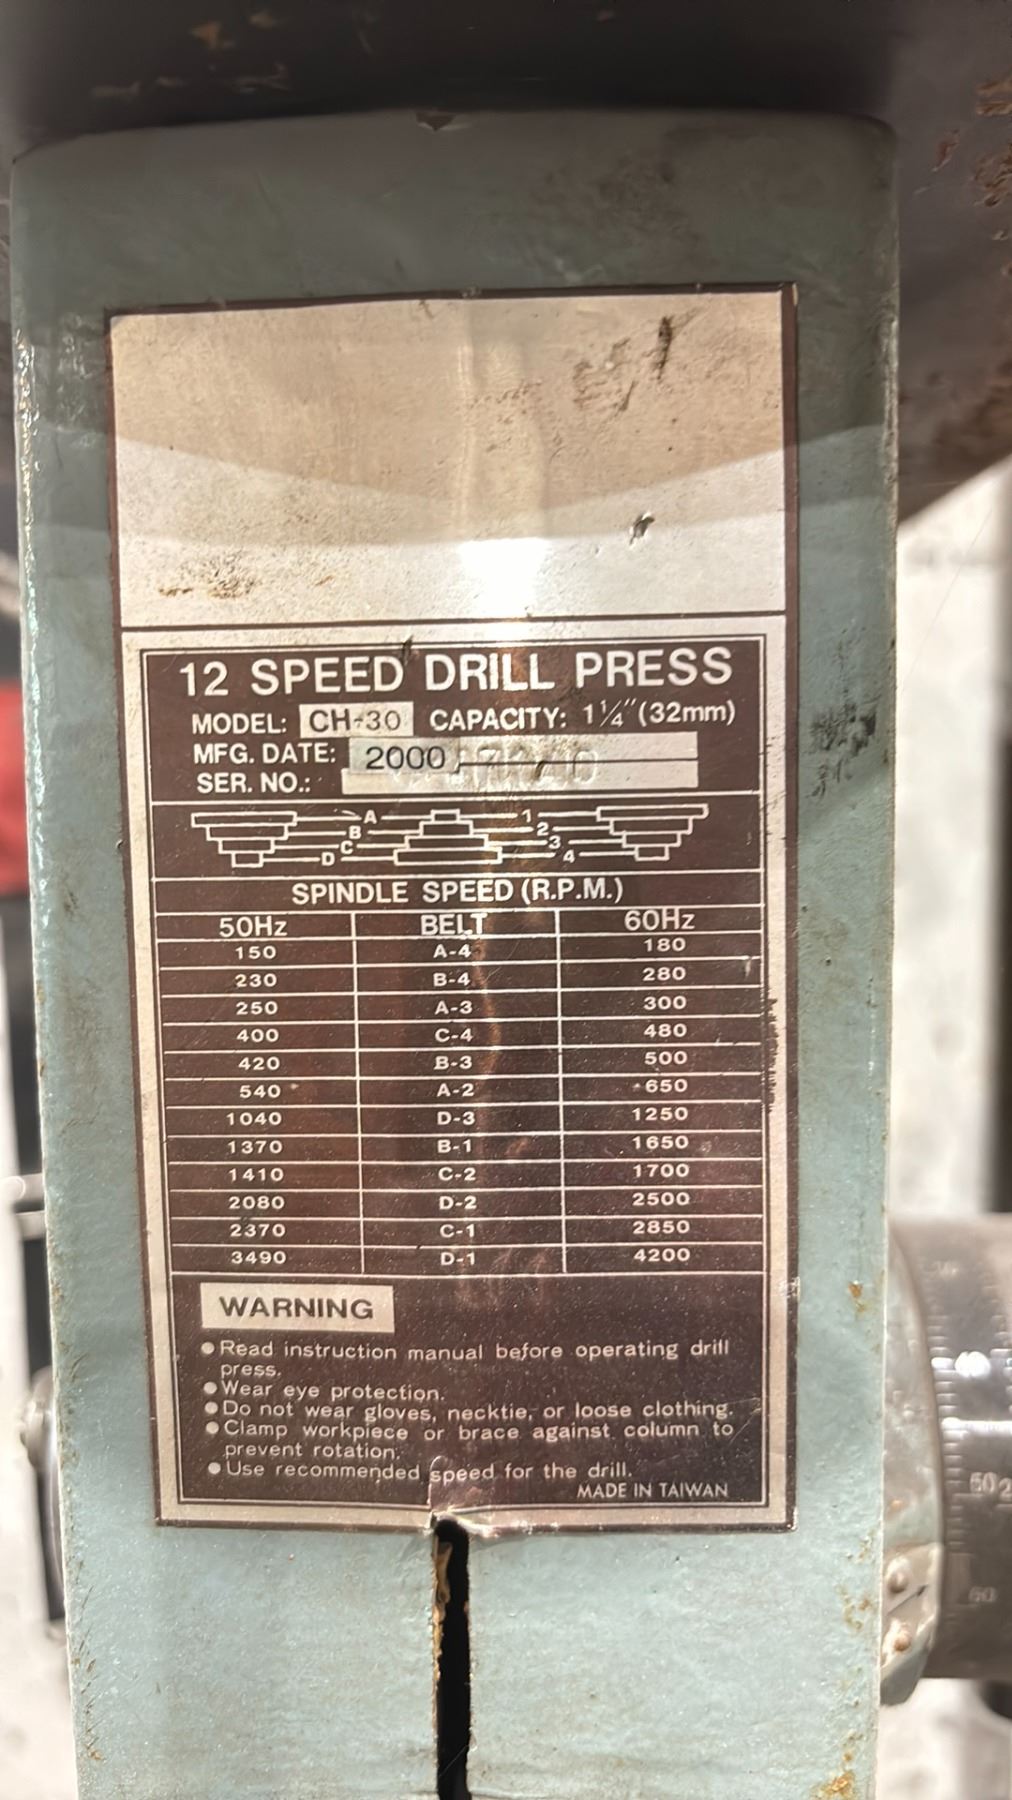 12 SPEED DRILL PRESS
MODEL: CH-30 CAPACITY: 1¼"(32mm)
MFG. DATE: 2000
SER. NO.:
A 1
B 2
C 3
D 4
SPINDLE SPEED (R.P.M.)
50Hz BELT 60Hz
150 A-4 180
230 B-4 280
250 A-3 300
400 C-4 480
420 B-3 500
540 A-2 650
1040 D-3 1250
1370 B-1 1650
1410 C-2 1700
2080 D-2 2500
2370 C-1 2850
3490 D-1 4200
WARNING
●Read instruction manual before operating drill
press.
●Wear eye protection.
●Do not wear gloves, necktie, or loose clothing.
●Clamp workpiece or brace against column to
prevent rotation.
●Use recommended speed for the drill.
MADE IN TAIWAN